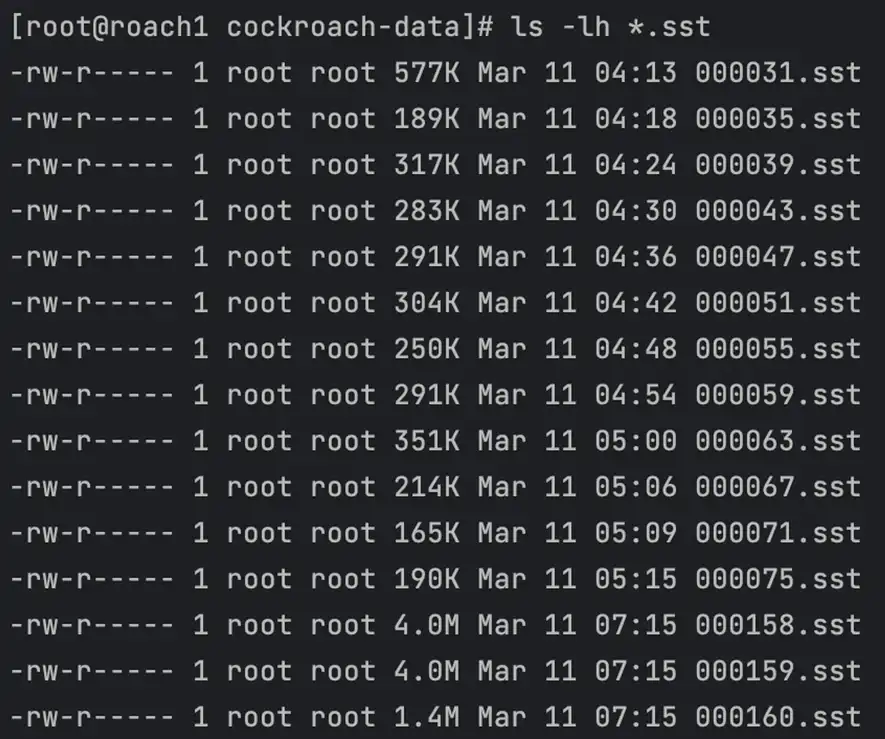 [root@roach1 cockroach-data]# ls -lh *.sst
-rw-r----- 1 root root 577K Mar 11 04:13 000031.sst
-rw-r----- 1 root root 189K Mar 11 04:18 000035.sst
-rw-r----- 1 root root 317K Mar 11 04:24 000039.sst
-rw-r----- 1 root root 283K Mar 11 04:30 000043.sst
-rw-r----- 1 root root 291K Mar 11 04:36 000047.sst
-rw-r----- 1 root root 304K Mar 11 04:42 000051.sst
-rw-r----- 1 root root 250K Mar 11 04:48 000055.sst
-rw-r----- 1 root root 291K Mar 11 04:54 000059.sst
-rw-r----- 1 root root 351K Mar 11 05:00 000063.sst
-rw-r----- 1 root root 214K Mar 11 05:06 000067.sst
-rw-r----- 1 root root 165K Mar 11 05:09 000071.sst
-rw-r----- 1 root root 190K Mar 11 05:15 000075.sst
-rw-r----- 1 root root 4.0M Mar 11 07:15 000158.sst
-rw-r----- 1 root root 4.0M Mar 11 07:15 000159.sst
-rw-r----- 1 root root 1.4M Mar 11 07:15 000160.sst